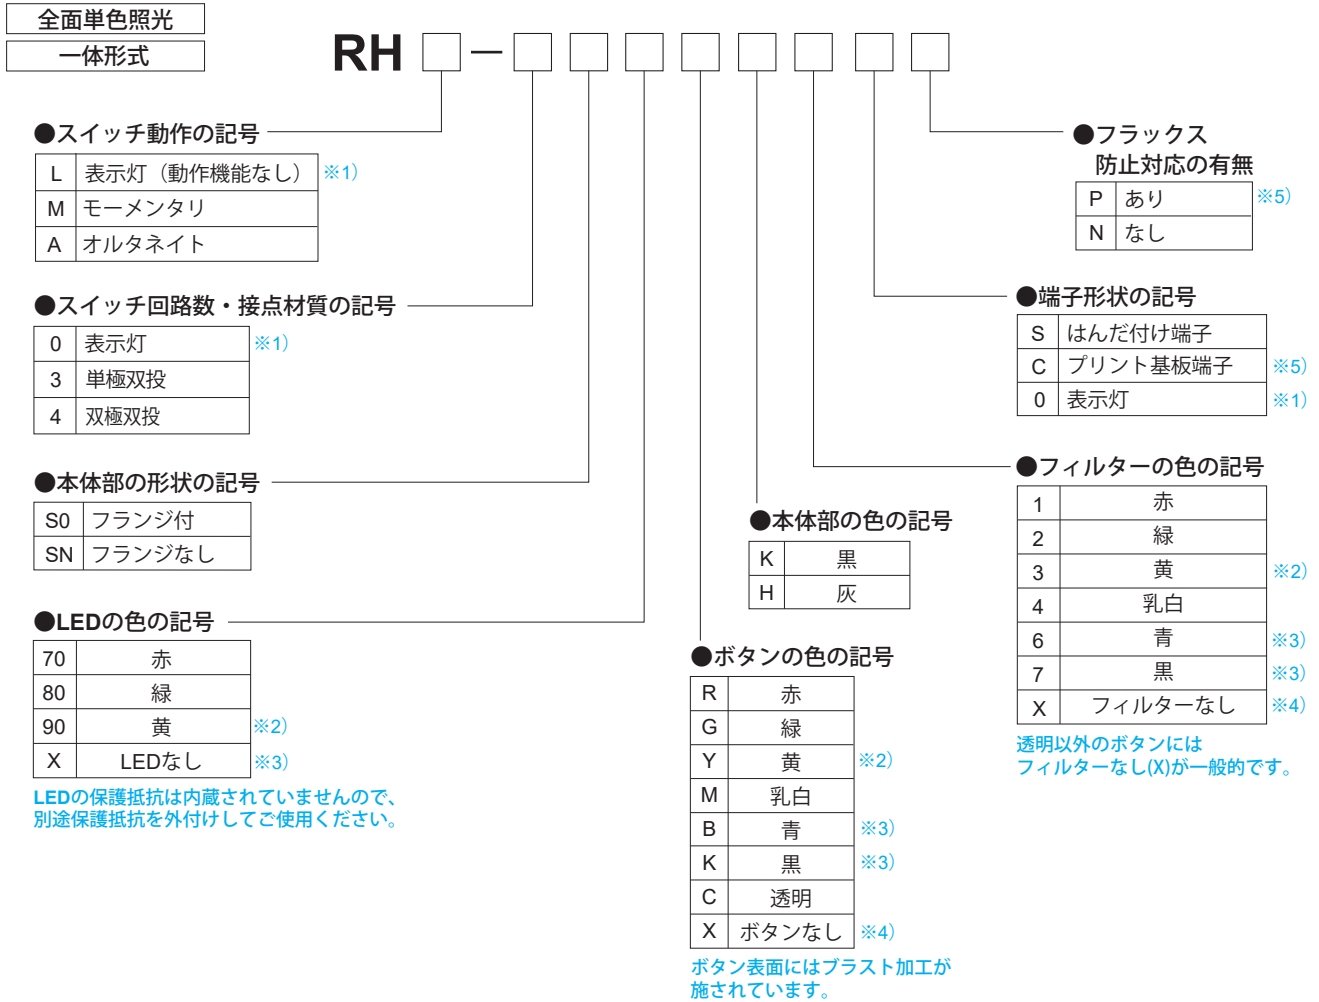 全面単色照光
一体形式
RH □－□□□□□□□□
●スイッチ動作の記号
L 表示灯（動作機能なし） ※1）
M モーメンタリ
A オルタネイト
●スイッチ回路数・接点材質の記号
0 表示灯 ※1）
3 単極双投
4 双極双投
●本体部の形状の記号
S0 フランジ付
SN フランジなし
●LEDの色の記号
70 赤
80 緑
90 黄 ※2）
X LEDなし ※3）
LEDの保護抵抗は内蔵されていませんので、
別途保護抵抗を外付けしてご使用ください。
●ボタンの色の記号
R 赤
G 緑
Y 黄 ※2）
M 乳白
B 青 ※3）
K 黒 ※3）
C 透明
X ボタンなし ※4）
ボタン表面にはブラスト加工が
施されています。
●本体部の色の記号
K 黒
H 灰
●フィルターの色の記号
1 赤
2 緑
3 黄 ※2）
4 乳白
6 青 ※3）
7 黒 ※3）
X フィルターなし ※4）
透明以外のボタンには
フィルターなし(X)が一般的です。
●端子形状の記号
S はんだ付け端子
C プリント基板端子 ※5）
0 表示灯 ※1）
●フラックス
防止対応の有無
P あり ※5）
N なし